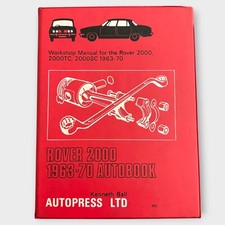 Workshop Manual for the Rover 2000,
2000TC, 2000SC 1963-70
ROVER 2000
1963-70 AUTOBOOK
Kenneth Ball
AUTOPRESS LTD